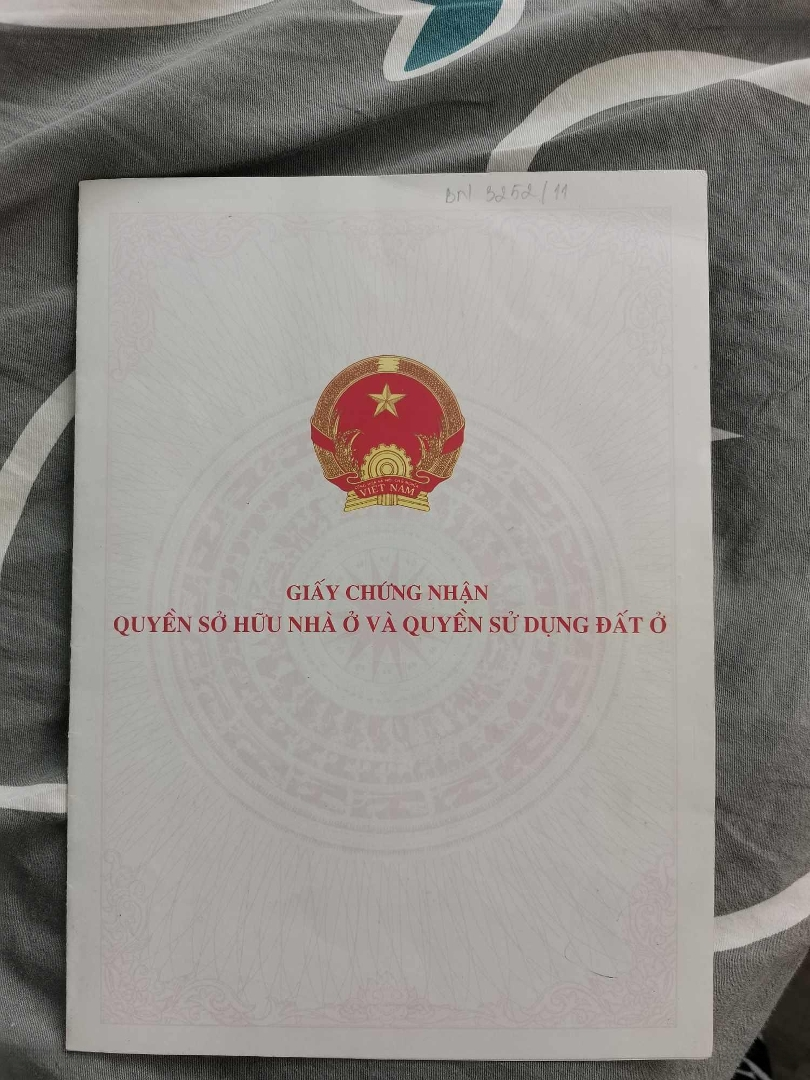 BN 3252/11
VIỆT NAM
GIẤY CHỨNG NHẬN
QUYỀN SỞ HỮU NHÀ Ở VÀ QUYỀN SỬ DỤNG ĐẤT Ở